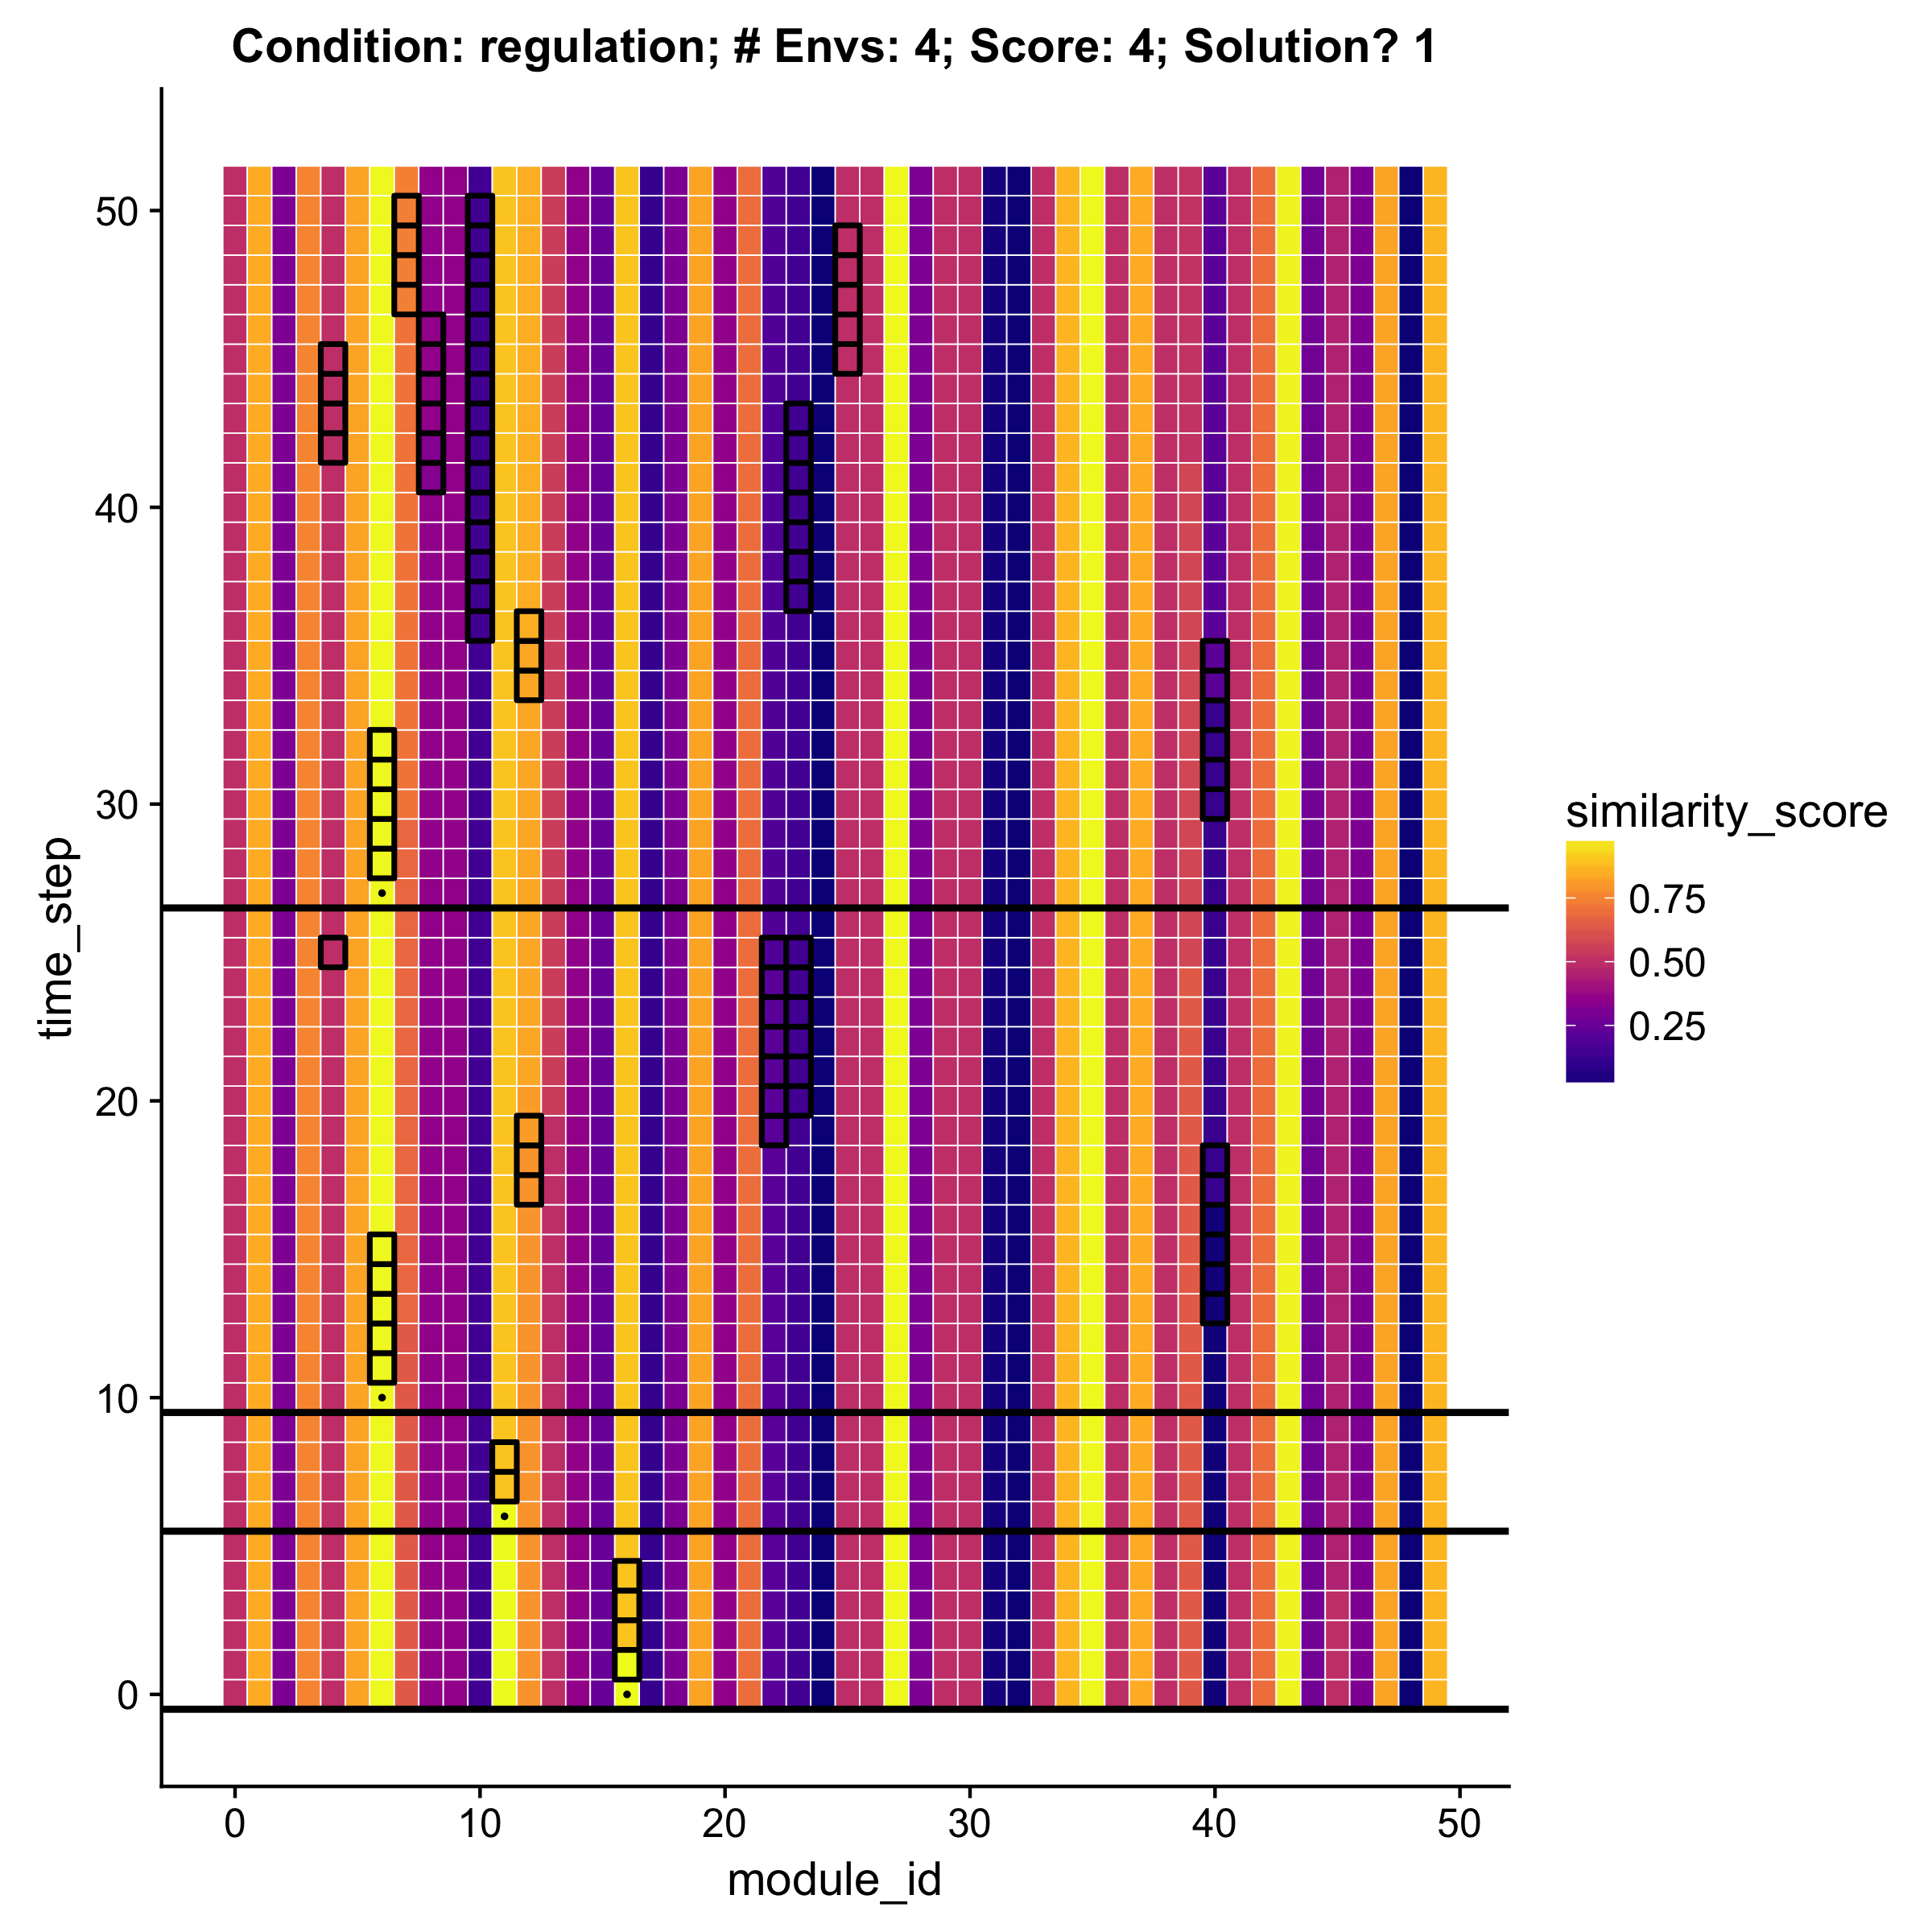 Condition: regulation; # Envs: 4; Score: 4; Solution? 1
50
40
30
20
10
0
time_step
0 10 20 30 40 50
module_id
similarity_score
0.75
0.50
0.25